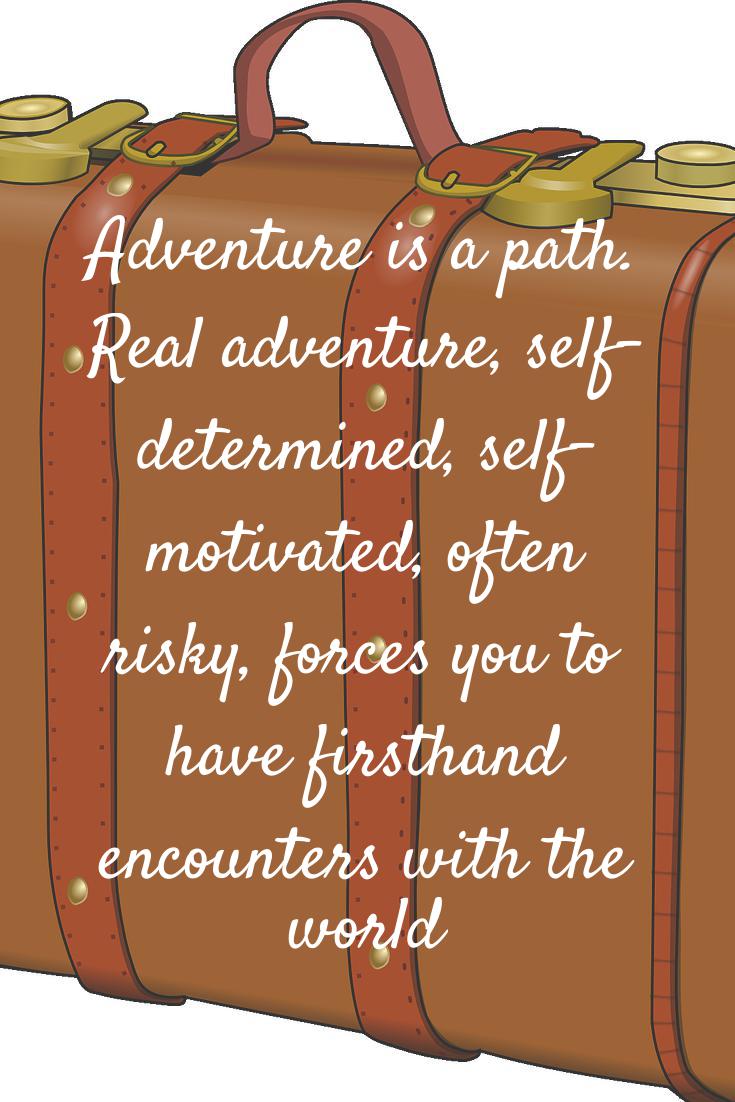 Adventure is a path.
Real adventure, self-
determined, self-
motivated, often
risky, forces you to
have firsthand
encounters with the
world